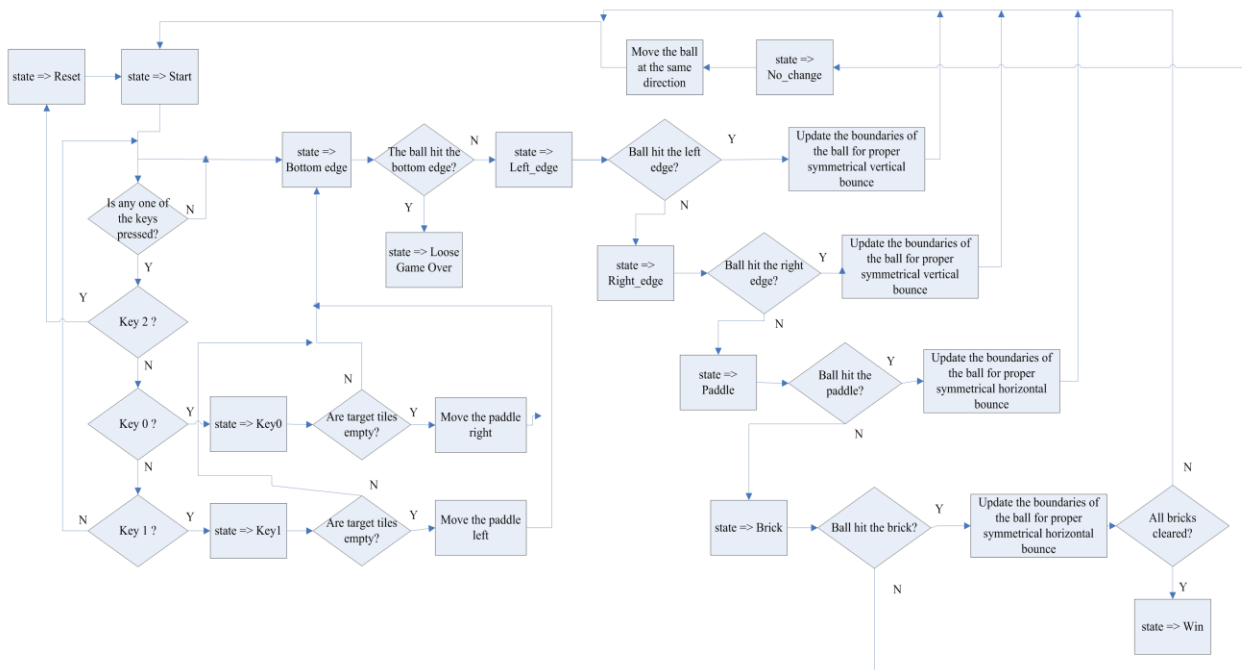 state => Reset
state => Start
Move the ball
at the same
direction
state =>
No_change
state =>
Bottom edge
The ball hit the
bottom edge?
N
state =>
Left_edge
Ball hit the left
edge?
Y
Update the boundaries of
the ball for proper
symmetrical vertical
bounce
Is any one of
the keys
pressed?
N
Y
Y
state => Loose
Game Over
N
state =>
Right_edge
Ball hit the right
edge?
Y
Update the boundaries of
the ball for proper
symmetrical vertical
bounce
Y
Key 2 ?
N
N
state =>
Paddle
Ball hit the
paddle?
Y
Update the boundaries of
the ball for proper
symmetrical horizontal
bounce
N
Key 0 ?
Y
state => Key0
N
Are target tiles
empty?
Y
Move the paddle
right
N
Key 1 ?
N
Y
state => Key1
N
Are target tiles
empty?
Y
Move the paddle
left
state => Brick
Ball hit the brick?
Y
Update the boundaries of
the ball for proper
symmetrical horizontal
bounce
N
All bricks
cleared?
N
Y
state => Win